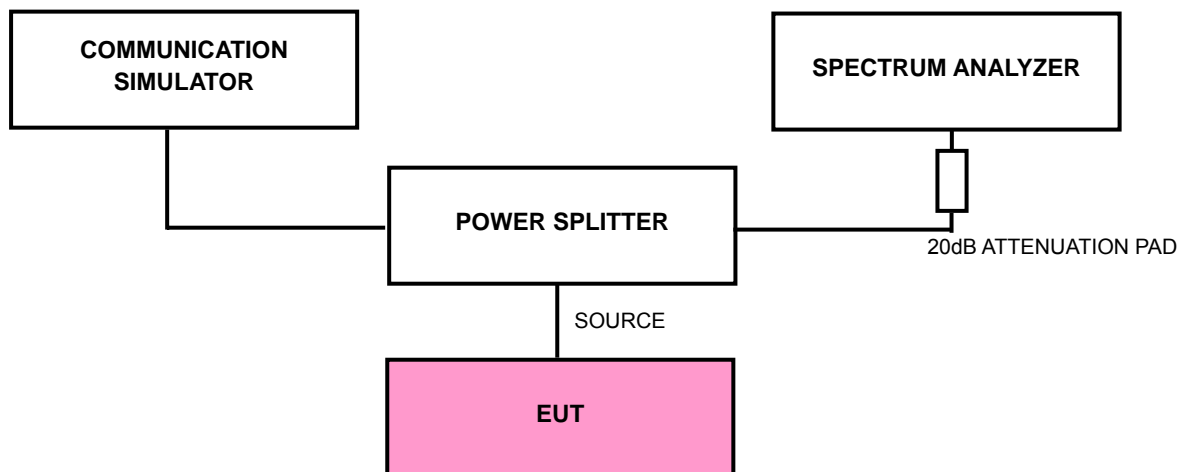 COMMUNICATION
SIMULATOR
SPECTRUM ANALYZER
POWER SPLITTER
20dB ATTENUATION PAD
SOURCE
EUT